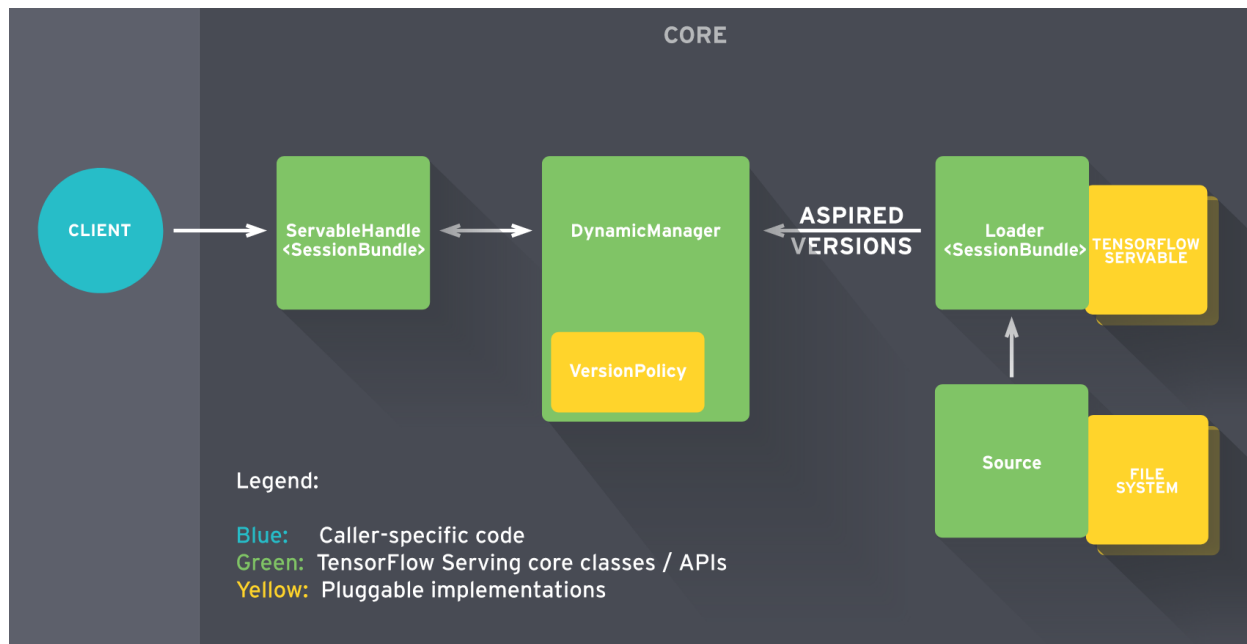 CORE
CLIENT
ServableHandle
<SessionBundle>
DynamicManager
VersionPolicy
ASPIRED
VERSIONS
Loader
<SessionBundle>
TENSORFLOW
SERVABLE
Source
FILE
SYSTEM
Legend:
Blue: Caller-specific code
Green: TensorFlow Serving core classes / APIs
Yellow: Pluggable implementations